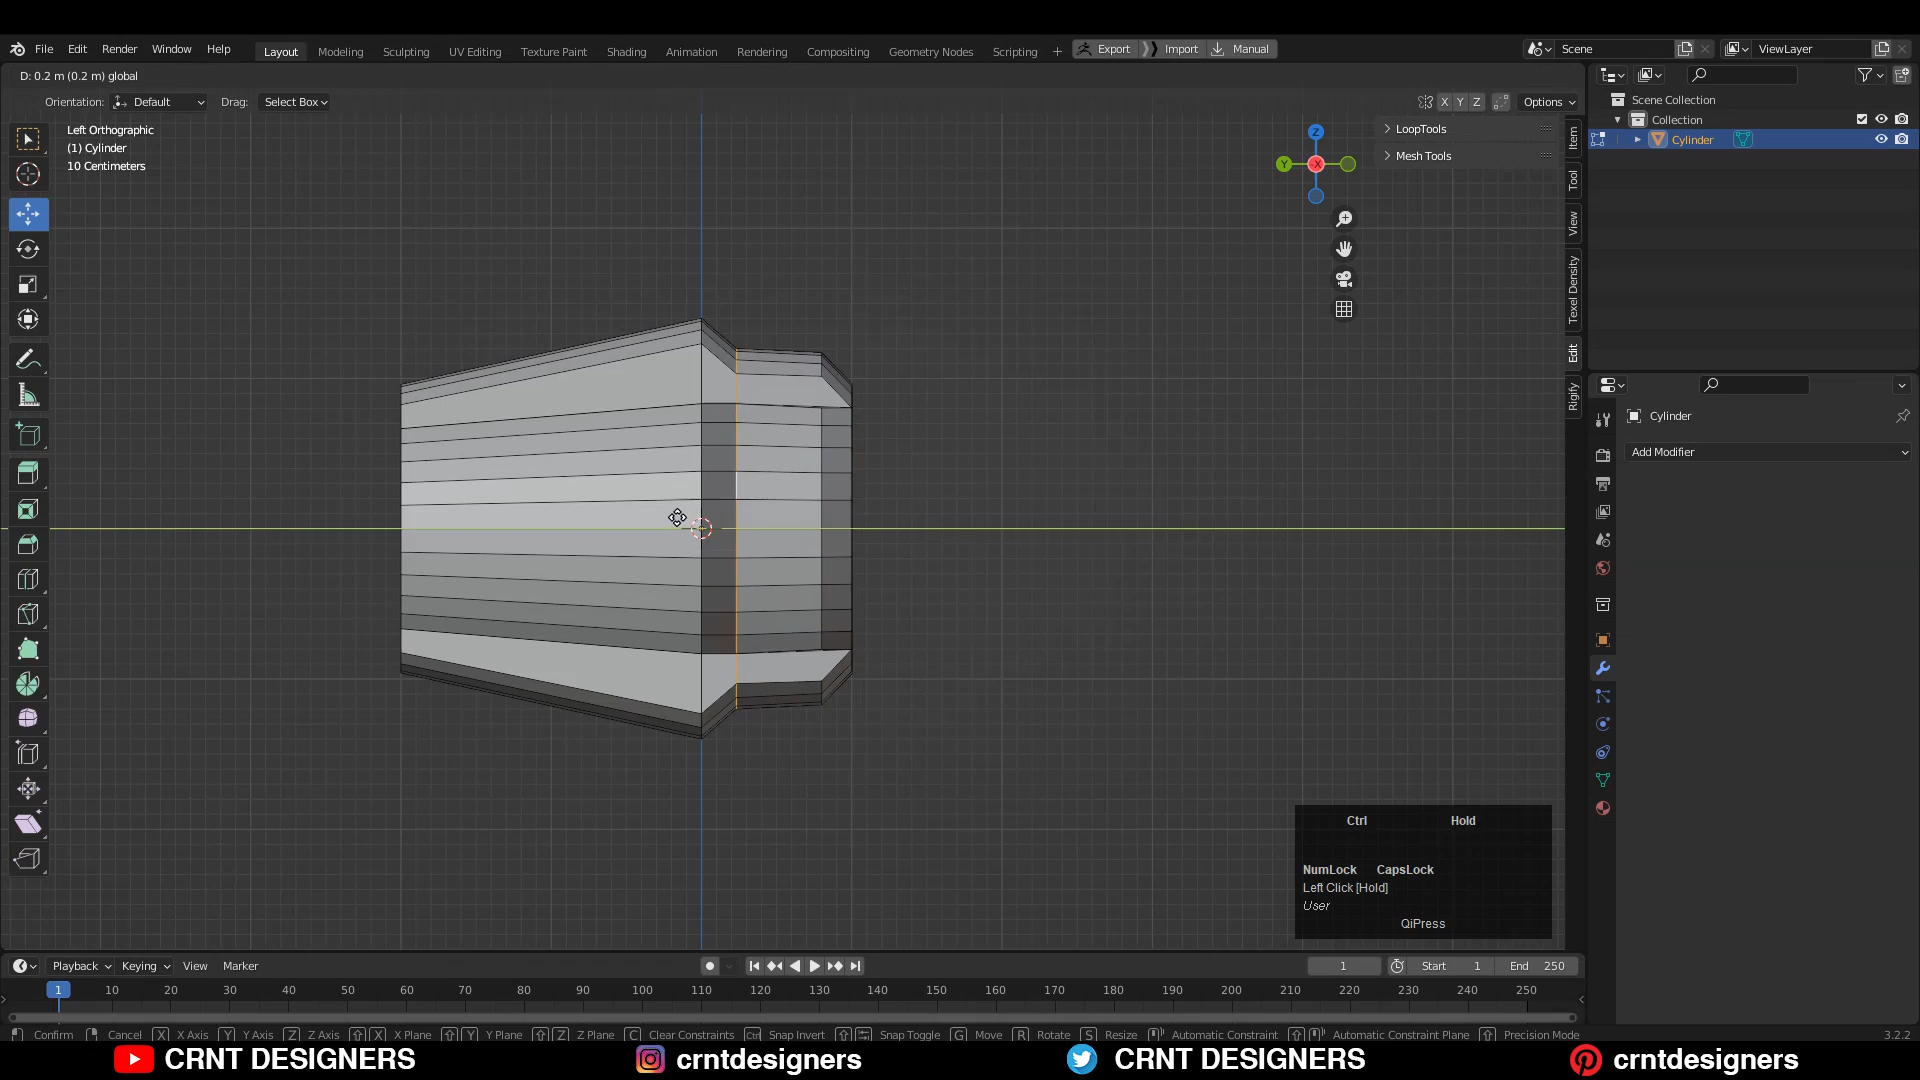 File Edit Render Window Help
Layout Modeling Sculpting UV Editing Texture Paint Shading Animation Rendering Compositing Geometry Nodes Scripting +
Export Import Manual
Scene
ViewLayer
D: 0.2 m (0.2 m) global
Orientation: Default Drag: Select Box
X Y Z Options
Left Orthographic
(1) Cylinder
10 Centimeters
Z
Y
-X
LoopTools
Mesh Tools
Item
Tool
View
Texel Density
Edit
Rigify
Scene Collection
Collection
Cylinder
Cylinder
Add Modifier
Ctrl Hold
NumLock CapsLock
Left Click [Hold]
User
QiPress
Playback Keying View Marker
1 Start 1 End 250
1 10 20 30 40 50 60 70 80 90 100 110 120 130 140 150 160 170 180 190 200 210 220 230 240 250
Confirm Cancel X X Axis Y Y Axis Z Z Axis X X Plane Y Y Plane Z Z Plane C Clear Constraints Ctrl Snap Invert Snap Toggle G Move R Rotate S Resize Automatic Constraint Automatic Constraint Plane Precision Mode
3.2.2
CRNT DESIGNERS crntdesigners CRNT DESIGNERS crntdesigners